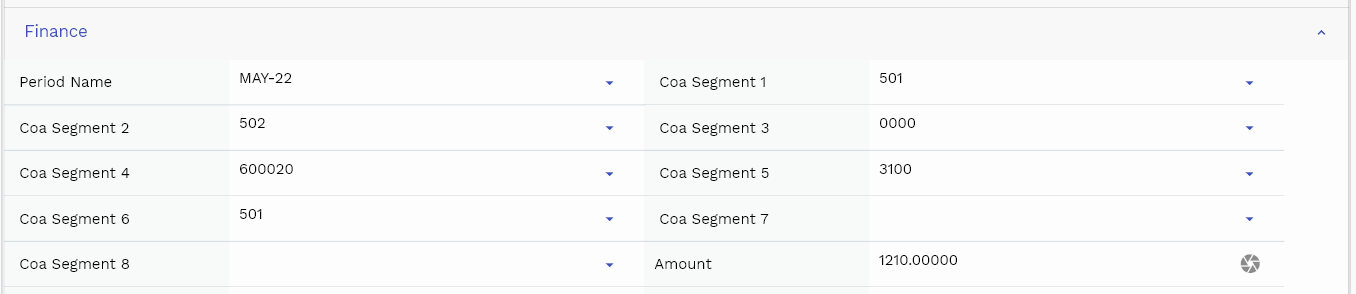 Finance
Period Name MAY-22 Coa Segment 1 501
Coa Segment 2 502 Coa Segment 3 0000
Coa Segment 4 600020 Coa Segment 5 3100
Coa Segment 6 501 Coa Segment 7
Coa Segment 8 Amount 1210.00000